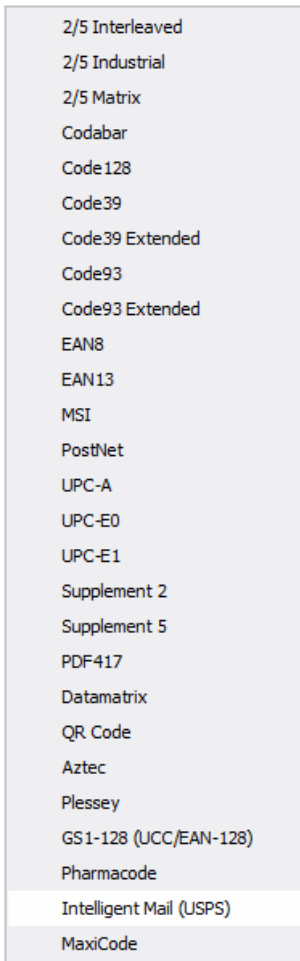 2/5 Interleaved
2/5 Industrial
2/5 Matrix
Codabar
Code128
Code39
Code39 Extended
Code93
Code93 Extended
EAN8
EAN13
MSI
PostNet
UPC-A
UPC-E0
UPC-E1
Supplement 2
Supplement 5
PDF417
Datamatrix
QR Code
Aztec
Plessey
GS1-128 (UCC/EAN-128)
Pharmacode
Intelligent Mail (USPS)
MaxiCode